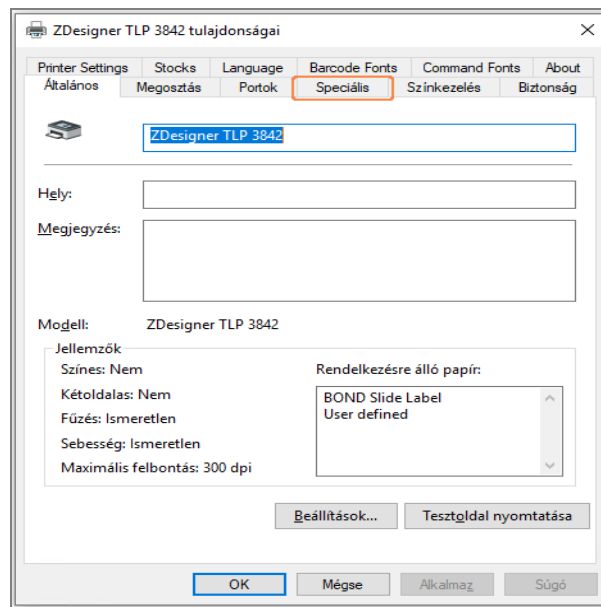 ZDesigner TLP 3842 tulajdonságai
Printer Settings Stocks Language Barcode Fonts Command Fonts About
Általános Megosztás Portok Speciális Színkezelés Biztonság
ZDesigner TLP 3842
Hely:
Megjegyzés:
Modell: ZDesigner TLP 3842
Jellemzők
Színes: Nem Rendelkezésre álló papír:
Kétoldalas: Nem BOND Slide Label
Fűzés: Ismeretlen User defined
Sebesség: Ismeretlen
Maximális felbontás: 300 dpi
Beállítások... Tesztoldal nyomtatása
OK Mégse Alkalmaz Súgó